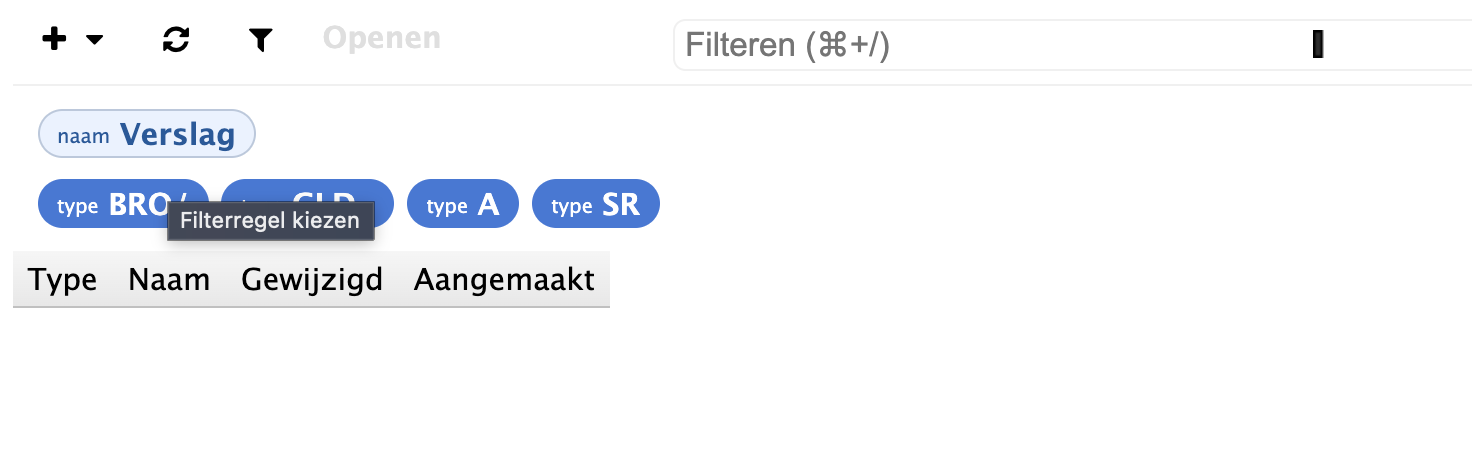 Openen Filteren (⌘+/)
naam Verslag
type BRO/ type A type SR
Filterregel kiezen
Type Naam Gewijzigd Aangemaakt